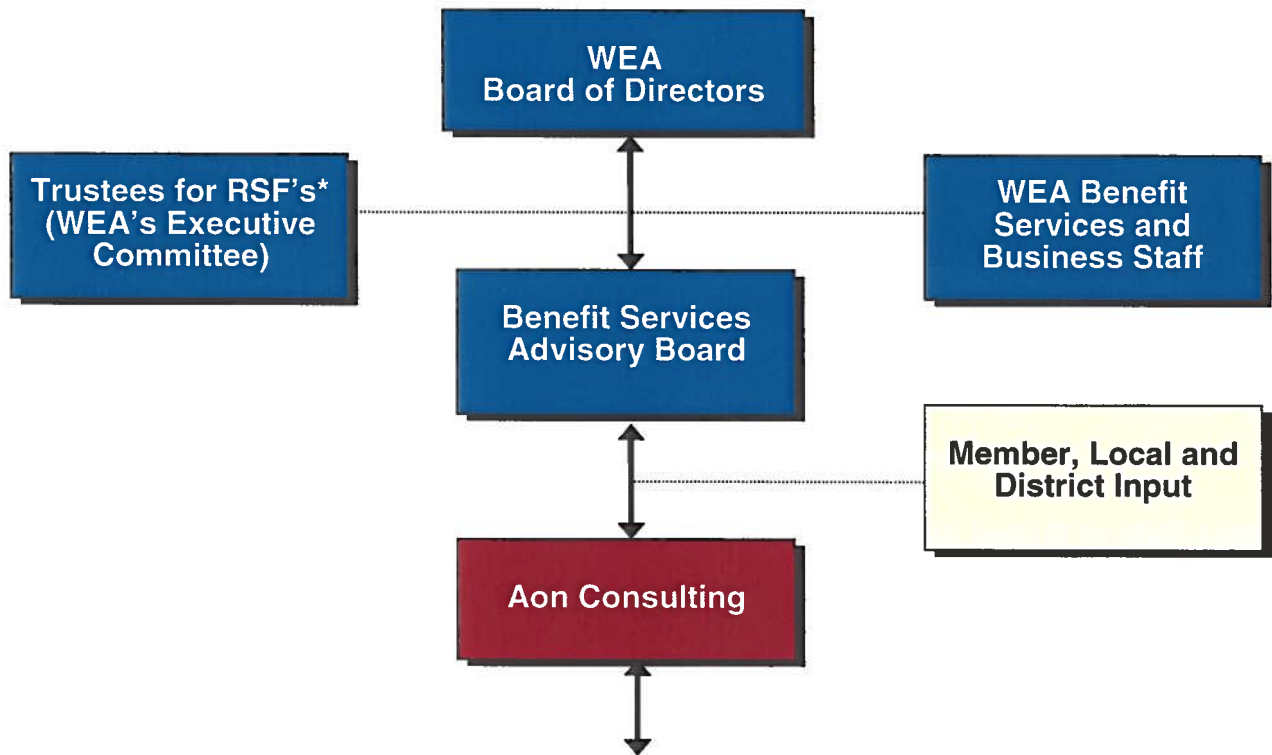 WEA
Board of Directors
Trustees for RSF's*
(WEA's Executive
Committee)
WEA Benefit
Services and
Business Staff
Benefit Services
Advisory Board
Member, Local and
District Input
Aon Consulting